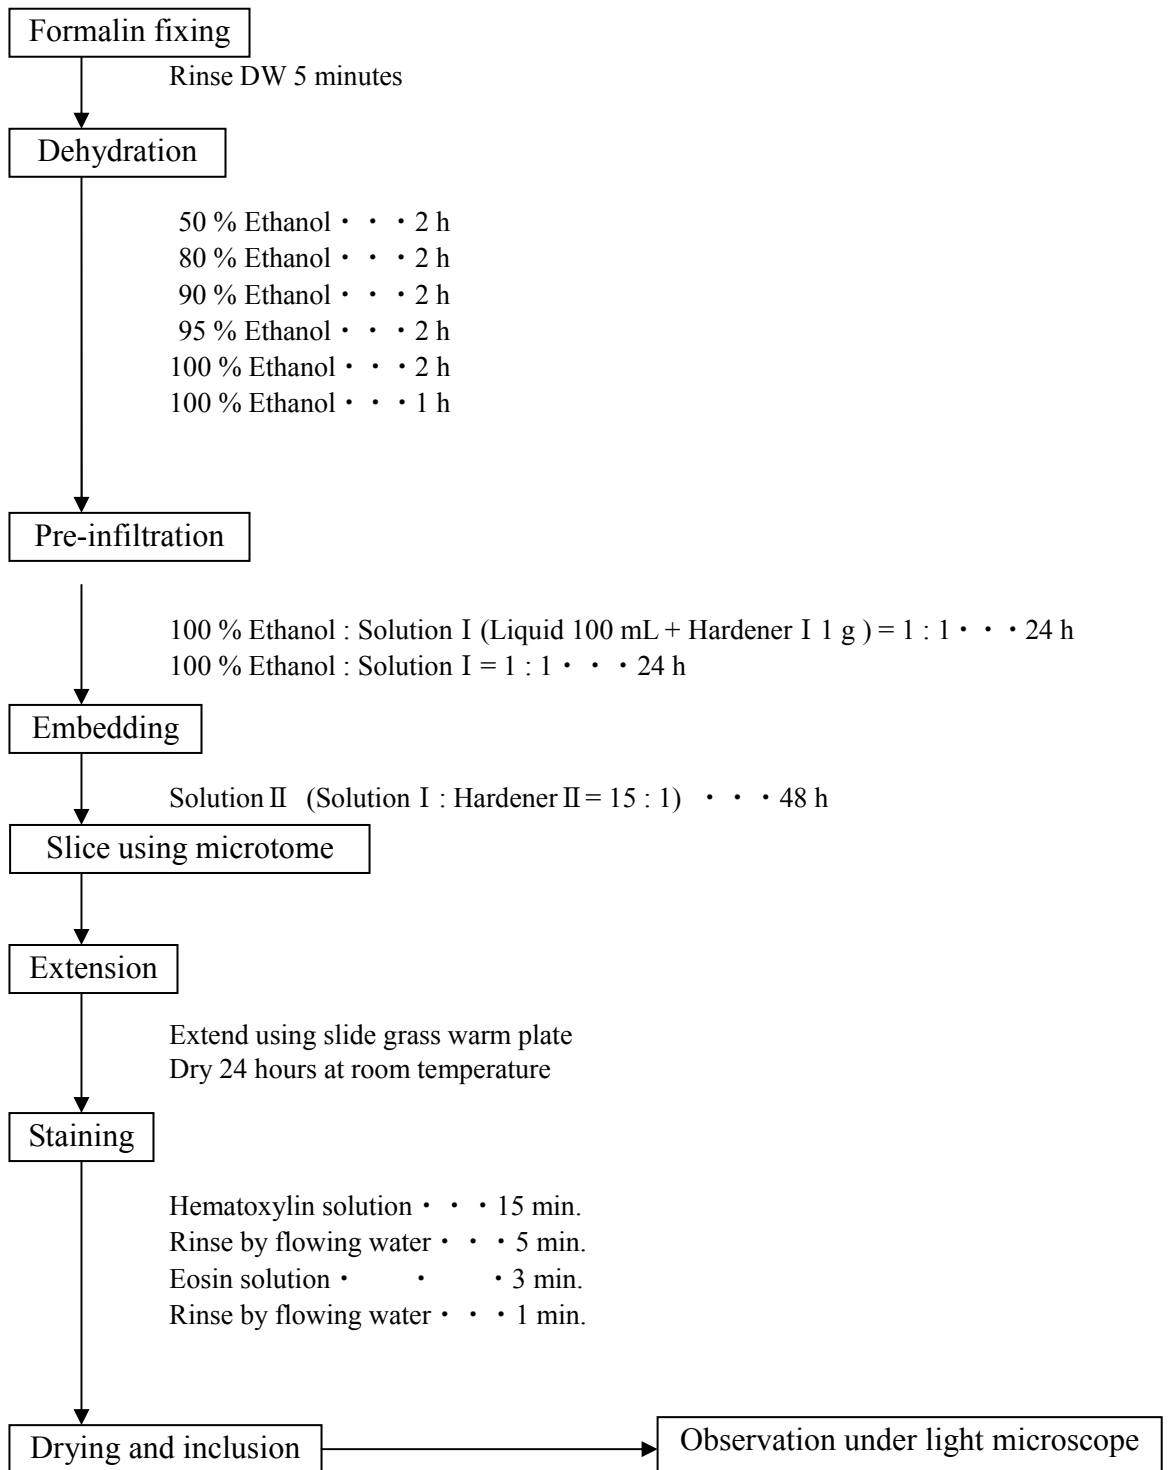 Formalin fixing
Rinse DW 5 minutes
Dehydration
50 % Ethanol・・・2 h
80 % Ethanol・・・2 h
90 % Ethanol・・・2 h
95 % Ethanol・・・2 h
100 % Ethanol・・・2 h
100 % Ethanol・・・1 h
Pre-infiltration
100 % Ethanol : Solution Ⅰ (Liquid 100 mL + Hardener Ⅰ 1 g ) = 1 : 1・・・24 h
100 % Ethanol : Solution Ⅰ = 1 : 1・・・24 h
Embedding
Solution Ⅱ (Solution Ⅰ : Hardener Ⅱ = 15 : 1) ・・・48 h
Slice using microtome
Extension
Extend using slide grass warm plate
Dry 24 hours at room temperature
Staining
Hematoxylin solution・・・15 min.
Rinse by flowing water・・・5 min.
Eosin solution・ ・ ・3 min.
Rinse by flowing water・・・1 min.
Drying and inclusion
Observation under light microscope